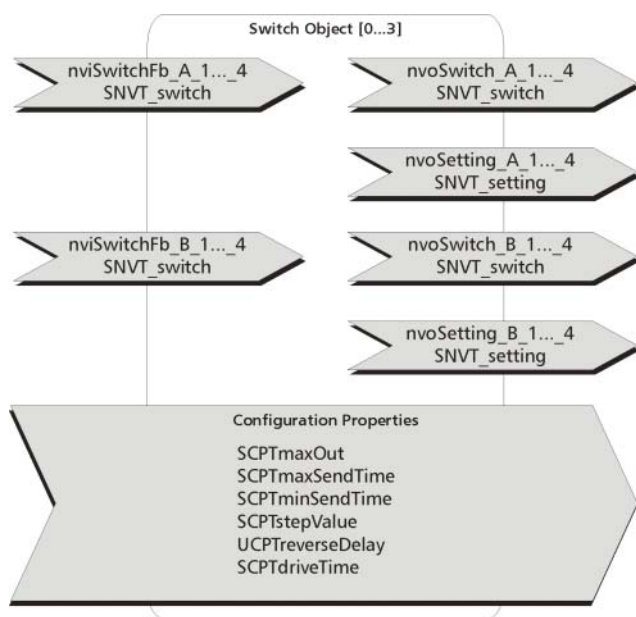 Switch Object [0...3]
nviSwitchFb_A_1..._4
SNVT_switch
nvoSwitch_A_1..._4
SNVT_switch
nvoSetting_A_1..._4
SNVT_setting
nviSwitchFb_B_1..._4
SNVT_switch
nvoSwitch_B_1..._4
SNVT_switch
nvoSetting_B_1..._4
SNVT_setting
Configuration Properties
SCPTmaxOut
SCPTmaxSendTime
SCPTminSendTime
SCPTstepValue
UCPTreverseDelay
SCPTdriveTime